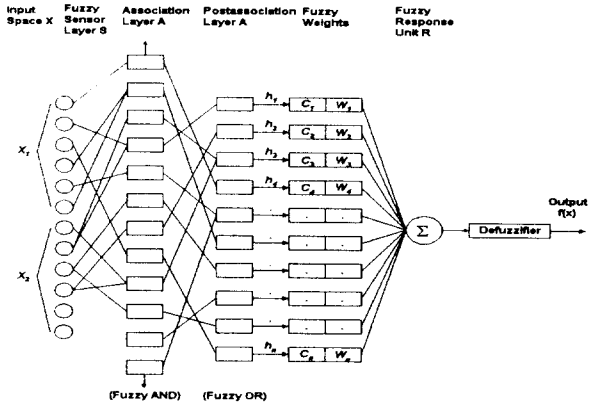 Input Space X
Fuzzy Sensor Layer S
Association Layer A
Postassociation Layer A
Fuzzy Weights
Fuzzy Response Unit R
X₁
X₂
h₁ C₁ W₁
h₂ C₂ W₂
h₃ C₃ W₃
h₄ C₄ W₄
hₙ Cₙ Wₙ
Σ
Defuzzifier
Output f(x)
(Fuzzy AND)
(Fuzzy OR)